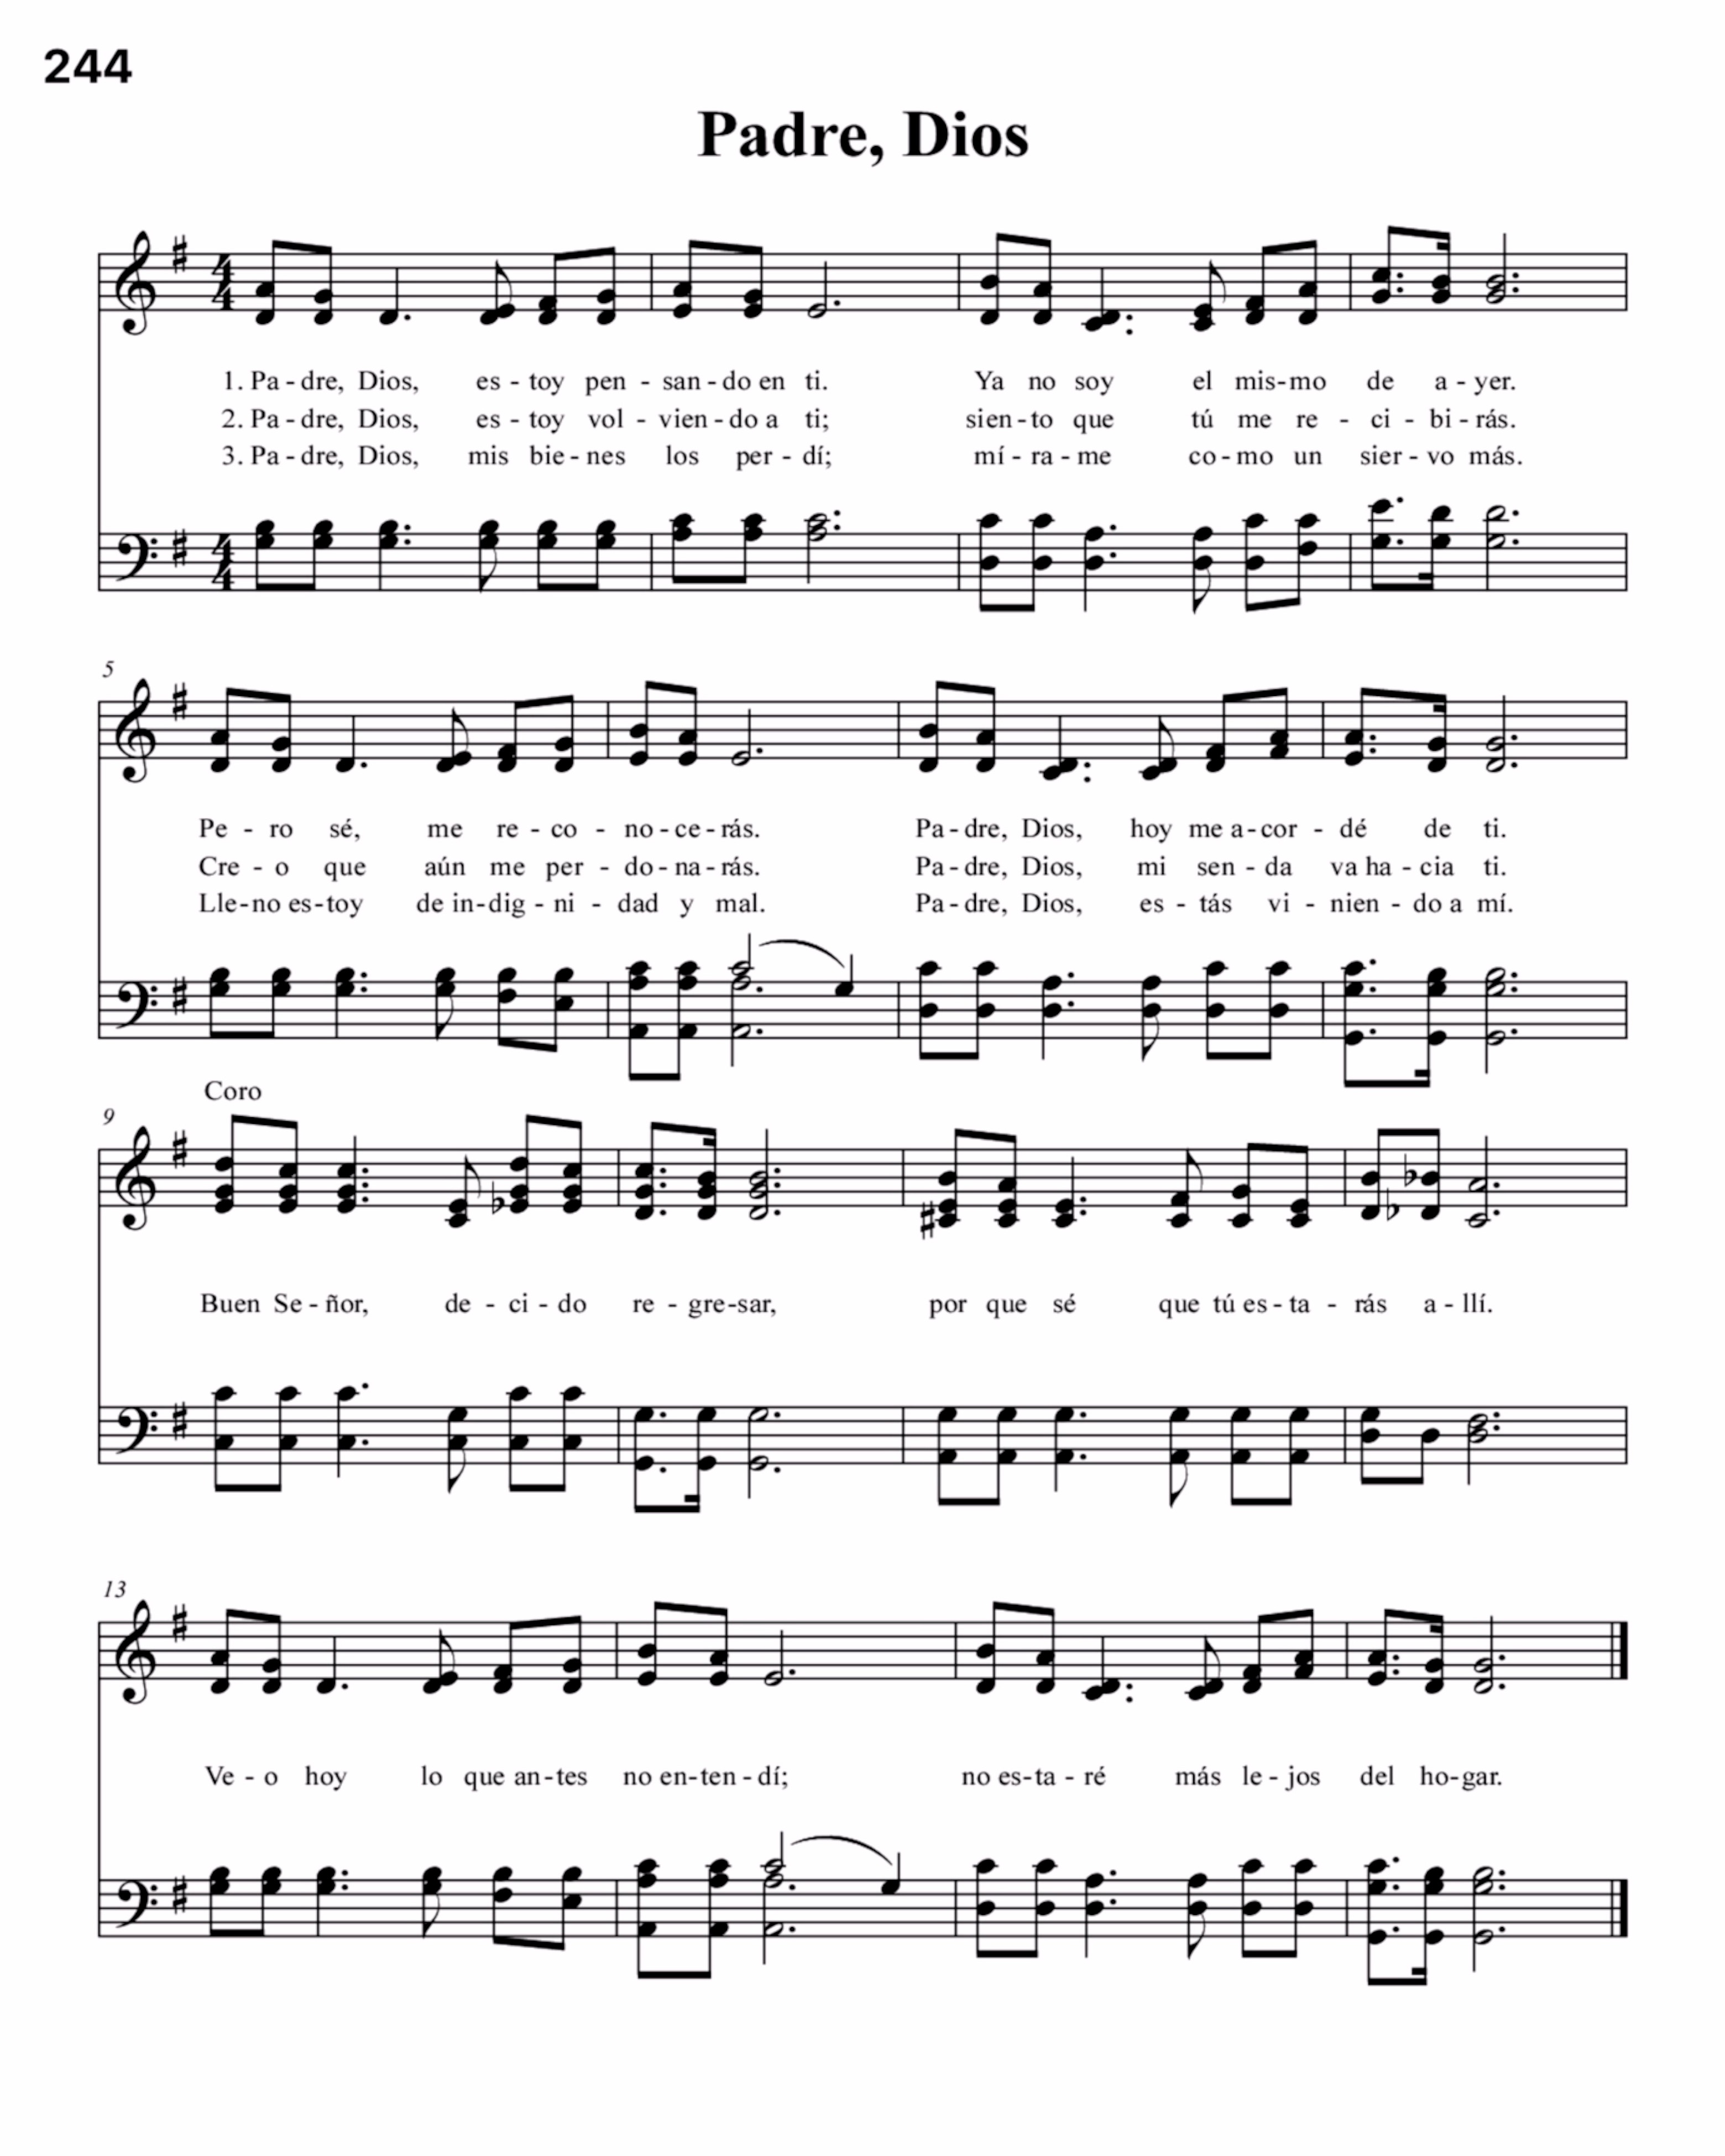 244
Padre, Dios
1. Pa - dre, Dios, es - toy pen - san - do en ti. Ya no soy el mis - mo de a - yer.
2. Pa - dre, Dios, es - toy vol - vien - do a ti; sien - to que tú me re - ci - bi - rás.
3. Pa - dre, Dios, mis bie - nes los per - dí; mí - ra - me co - mo un sier - vo más.
5
Pe - ro sé, me re - co - no - ce - rás. Pa - dre, Dios, hoy me a - cor - dé de ti.
Cre - o que aún me per - do - na - rás. Pa - dre, Dios, mi sen - da va ha - cia ti.
Lle - no es - toy de in - dig - ni - dad y mal. Pa - dre, Dios, es - tás vi - nien - do a mí.
Coro
9
Buen Se - ñor, de - ci - do re - gre - sar, por que sé que tú es - ta - rás a - llí.
13
Ve - o hoy lo que an - tes no en - ten - dí; no es - ta - ré más le - jos del ho - gar.